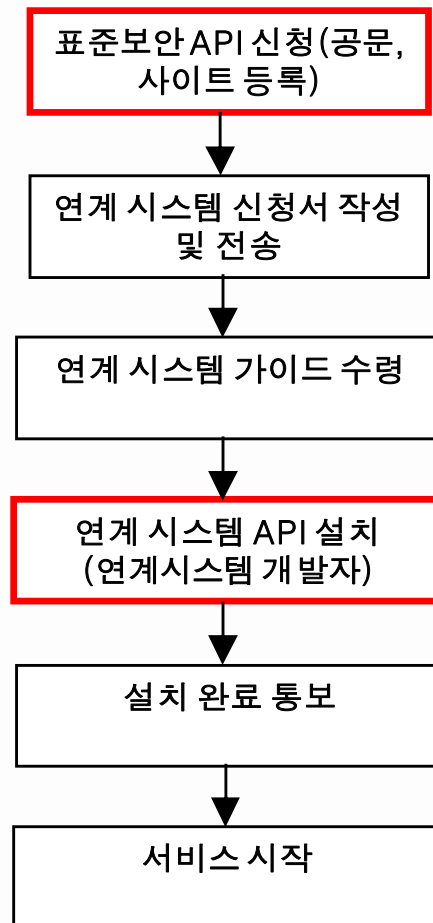 표준보안 API 신청(공문,
사이트 등록)
연계 시스템 신청서 작성
및 전송
연계 시스템 가이드 수령
연계 시스템 API 설치
(연계시스템 개발자)
설치 완료 통보
서비스 시작